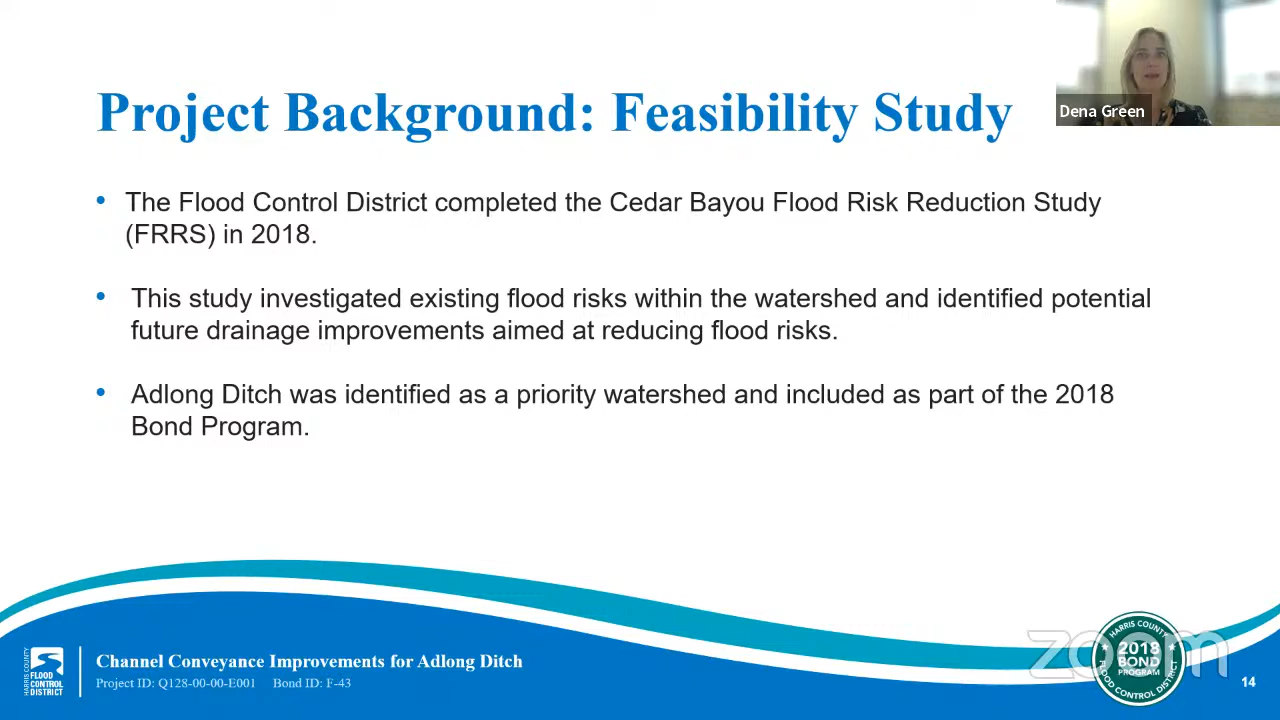 Project Background: Feasibility Study
Dena Green
• The Flood Control District completed the Cedar Bayou Flood Risk Reduction Study
(FRRS) in 2018.
• This study investigated existing flood risks within the watershed and identified potential
future drainage improvements aimed at reducing flood risks.
• Adlong Ditch was identified as a priority watershed and included as part of the 2018
Bond Program.
HARRIS COUNTY
FLOOD
CONTROL
DISTRICT
Channel Conveyance Improvements for Adlong Ditch
Project ID: Q128-00-00-E001 Bond ID: F-43
zoom
HARRIS COUNTY
2018
BOND
PROGRAM
FLOOD CONTROL DISTRICT
14